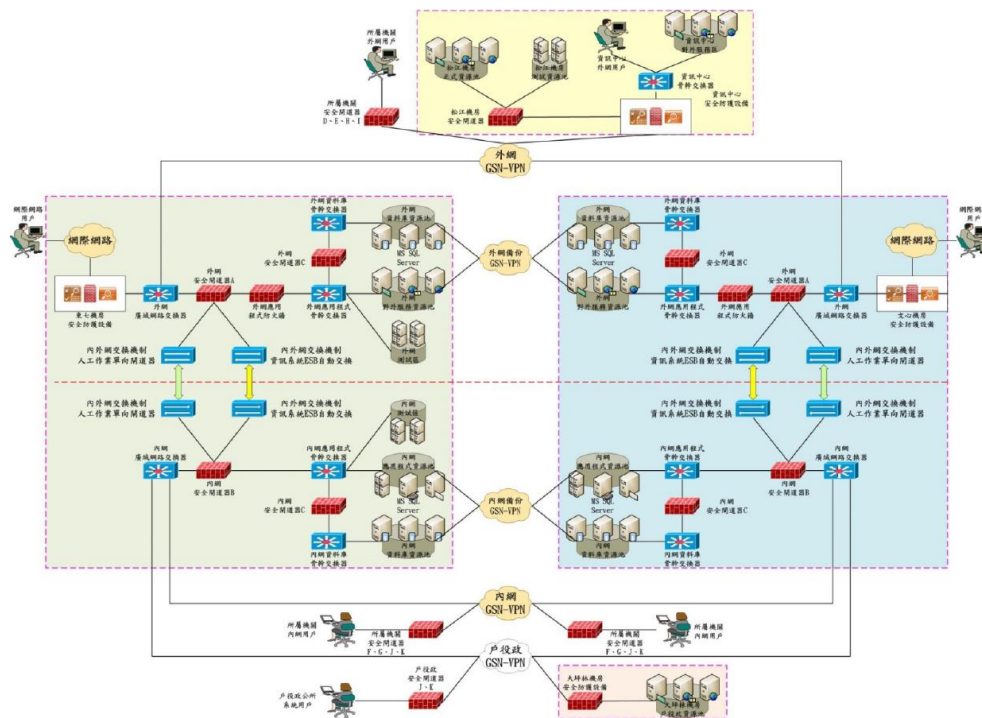 所屬機關
外網用戶
所屬機關
安全閘道器
D、E、H、I
松江機房
正式資源池
松江機房
測試資源池
松江機房
安全閘道器
資訊中心
外網用戶
資訊中心
對外服務區
資訊中心
骨幹交換器
資訊中心
安全防護設備
外網
GSN-VPN
網際網路
用戶
網際網路
東七機房
安全防護設備
外網
廣域網路交換器
外網
安全閘道器A
外網應用
程式防火牆
外網資料庫
骨幹交換器
外網
安全閘道器C
外網應用程式
骨幹交換器
外網
資料庫資源池
MS SQL
Server
外網
對外服務資源池
外網
測試區
外網備份
GSN-VPN
外網
資料庫資源池
MS SQL
Server
外網
對外服務資源池
外網資料庫
骨幹交換器
外網
安全閘道器C
外網應用程式
骨幹交換器
外網應用
程式防火牆
外網
安全閘道器A
外網
廣域網路交換器
網際網路
用戶
網際網路
文心機房
安全防護設備
內外網交換機制
人工作業單向閘道器
內外網交換機制
資訊系統ESB自動交換
內外網交換機制
資訊系統ESB自動交換
內外網交換機制
人工作業單向閘道器
內外網交換機制
人工作業單向閘道器
內外網交換機制
資訊系統ESB自動交換
內外網交換機制
資訊系統ESB自動交換
內外網交換機制
人工作業單向閘道器
內網
廣域網路交換器
內網
安全閘道器B
內網應用程式
骨幹交換器
內網
測試區
內網
應用程式資源池
MS SQL
Server
內網
安全閘道器C
內網資料庫
骨幹交換器
內網
資料庫資源池
內網備份
GSN-VPN
內網
應用程式資源池
MS SQL
Server
內網
資料庫資源池
內網應用程式
骨幹交換器
內網
安全閘道器C
內網資料庫
骨幹交換器
內網
安全閘道器B
內網
廣域網路交換器
內網
GSN-VPN
所屬機關
內網用戶
所屬機關
安全閘道器
F、G、J、K
所屬機關
安全閘道器
F、G、J、K
所屬機關
內網用戶
戶役政
GSN-VPN
戶役政公所
系統用戶
戶役政
安全閘道器
J、K
大坪林機房
安全防護設備
大坪林機房
戶役政資源池